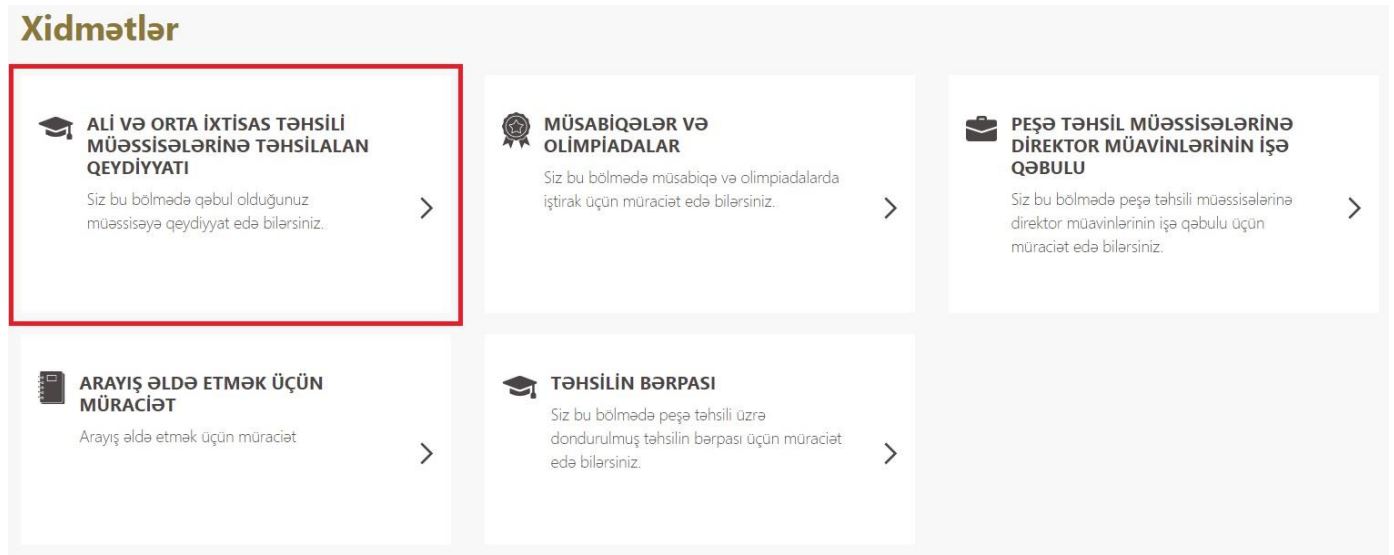 Xidmətlər
ALİ VƏ ORTA İXTİSAS TƏHSİLİ
MÜƏSSİSƏLƏRİNƏ TƏHSİLALAN
QEYDİYYATI
Siz bu bölmədə qəbul olduğunuz
müəssisəyə qeydiyyat edə bilərsiniz.
MÜSABİQƏLƏR VƏ
OLİMPİADALAR
Siz bu bölmədə müsabiqə və olimpiadalarda
iştirak üçün müraciət edə bilərsiniz.
PEŞƏ TƏHSİL MÜƏSSİSƏLƏRİNƏ
DİREKTOR MÜAVİNLƏRİNİN İŞƏ
QƏBULU
Siz bu bölmədə peşə təhsili müəssisələrinə
direktor müavinlərinin işə qəbulu üçün
müraciət edə bilərsiniz.
ARAYIŞ ƏLDƏ ETMƏK ÜÇÜN
MÜRACİƏT
Arayış əldə etmək üçün müraciət
TƏHSİLİN BƏRPASI
Siz bu bölmədə peşə təhsili üzrə
dondurulmuş təhsilin bərpası üçün müraciət
edə bilərsiniz.